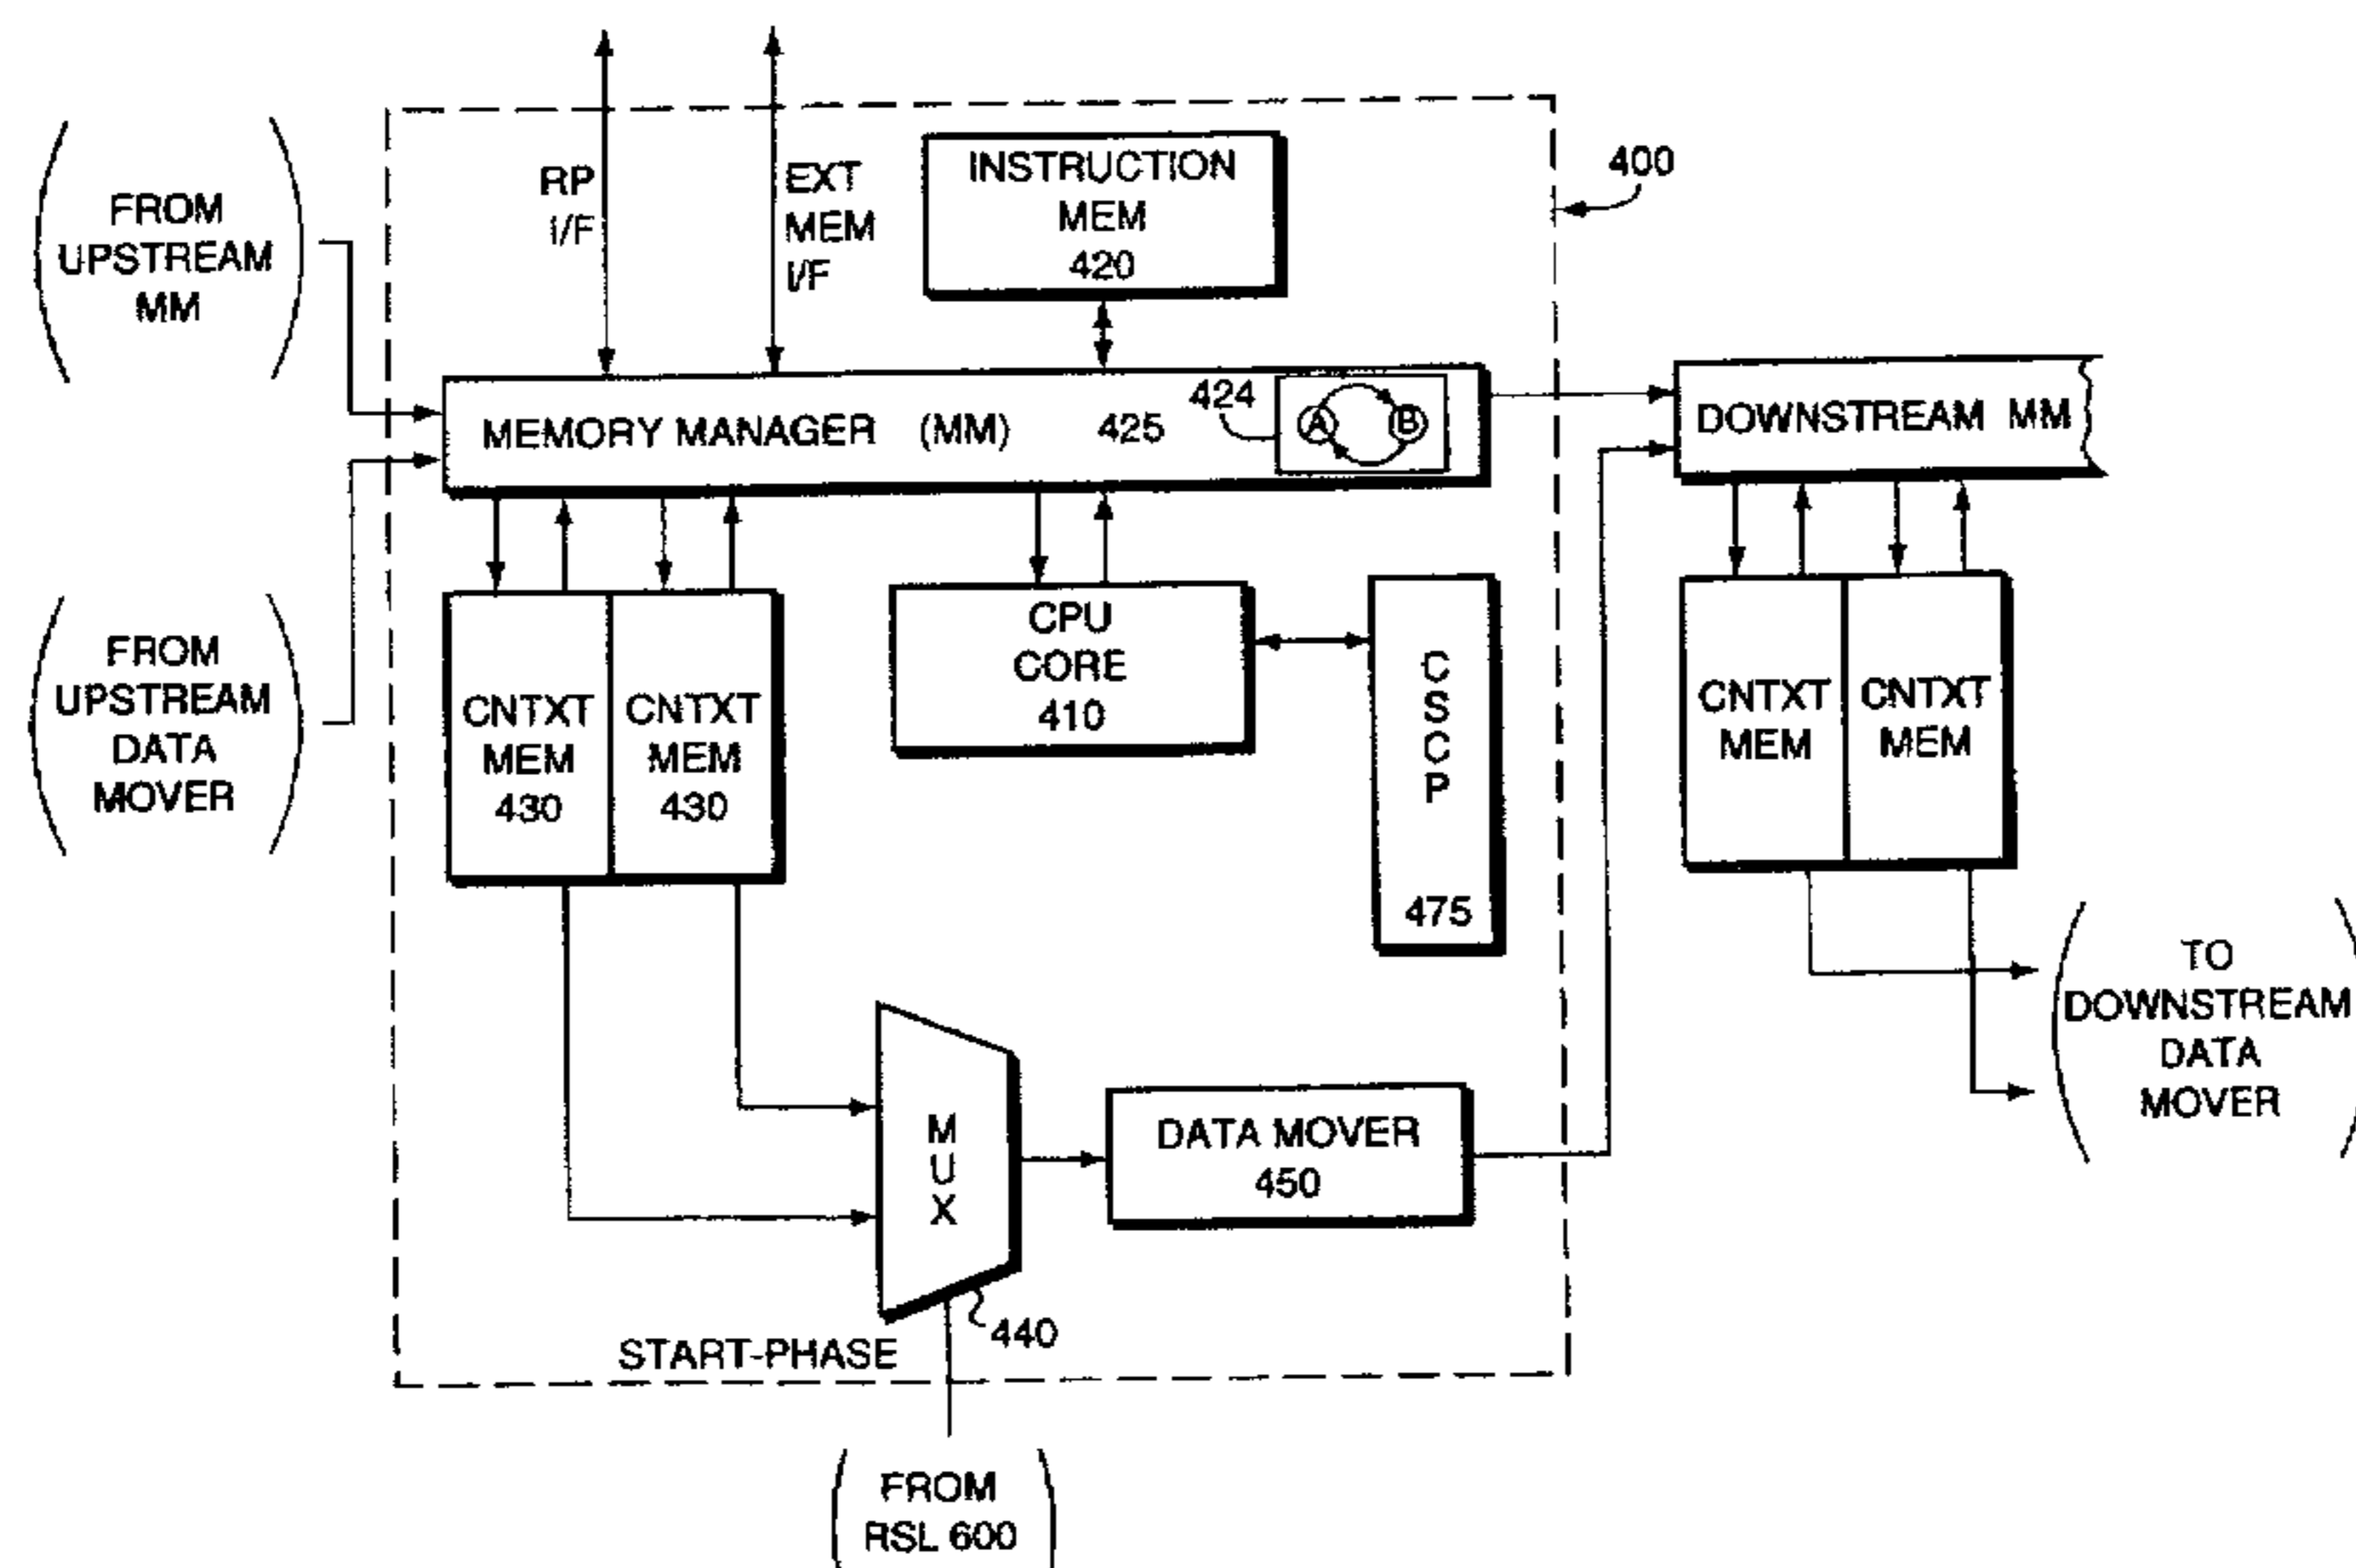 RP
I/F
EXT
MEM
I/F
INSTRUCTION
MEM
420
400
FROM
UPSTREAM
MM
MEMORY MANAGER (MM) 425
424
A
B
DOWNSTREAM MM
FROM
UPSTREAM
DATA
MOVER
CNTXT
MEM
430
CNTXT
MEM
430
CPU
CORE
410
C
S
C
P
475
CNTXT
MEM
CNTXT
MEM
TO
DOWNSTREAM
DATA
MOVER
M
U
X
440
DATA MOVER
450
START-PHASE
FROM
RSL 600